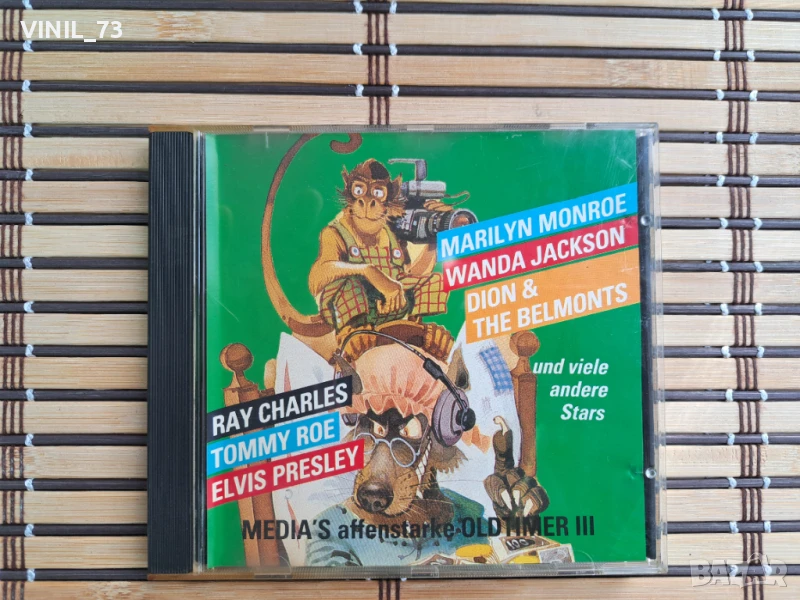 VINIL_73
MARILYN MONROE
WANDA JACKSON
DION &
THE BELMONTS
und viele
andere
Stars
RAY CHARLES
TOMMY ROE
ELVIS PRESLEY
MEDIA'S affenstarke OLDTIMER III
BAZAR